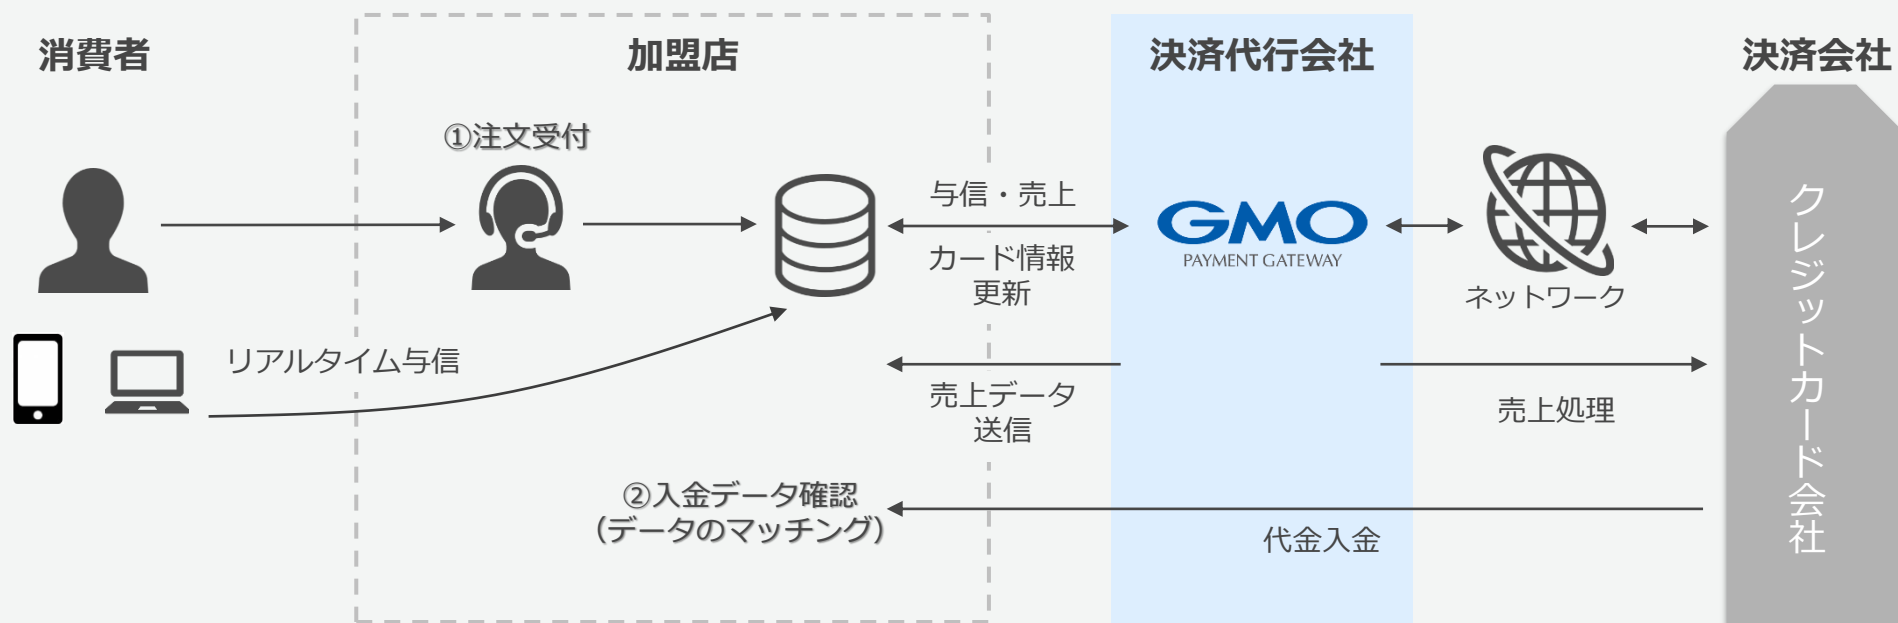 消費者
加盟店
決済代行会社
決済会社
①注文受付
与信・売上
カード情報
更新
GMO
PAYMENT GATEWAY
ネットワーク
クレジットカード会社
リアルタイム与信
売上データ
送信
売上処理
②入金データ確認
(データのマッチング)
代金入金